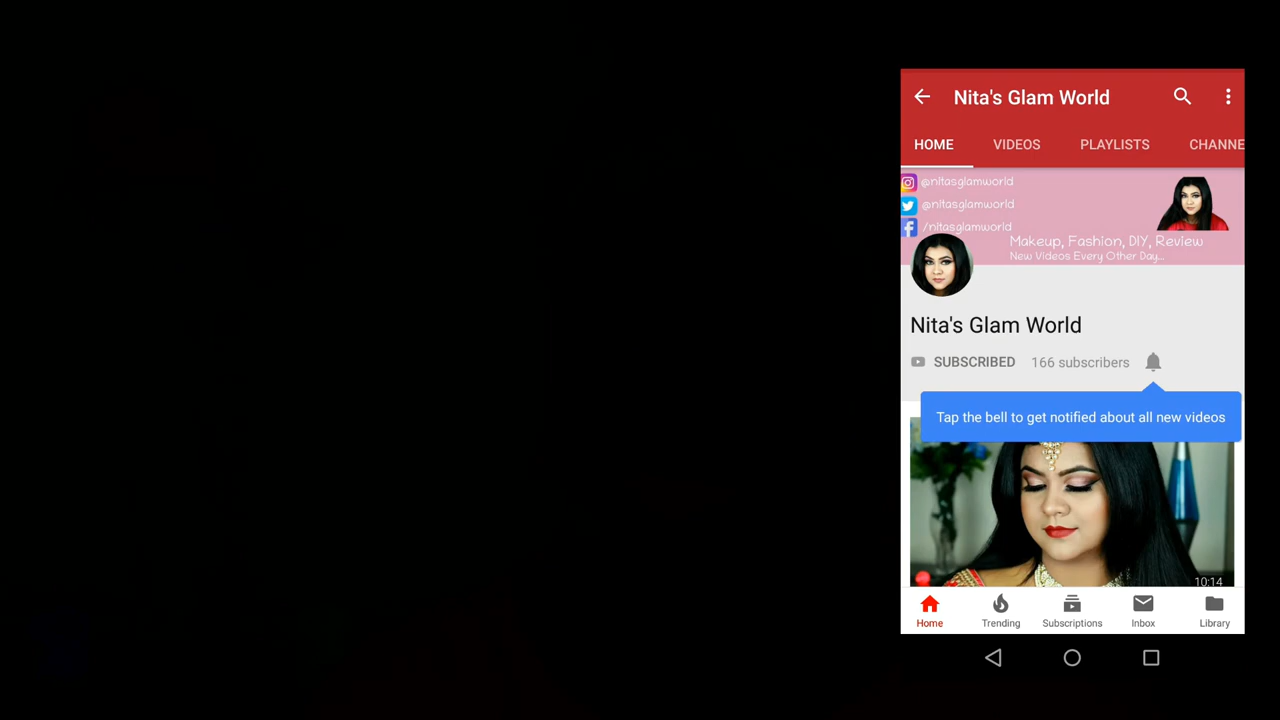 Nita's Glam World
HOME VIDEOS PLAYLISTS CHANNE
@nitasglamworld
@nitasglamworld
/nitasglamworld
Makeup, Fashion, DIY, Review
New Videos Every Other Day...
Nita's Glam World
SUBSCRIBED 166 subscribers
Tap the bell to get notified about all new videos
10:14
Home Trending Subscriptions Inbox Library